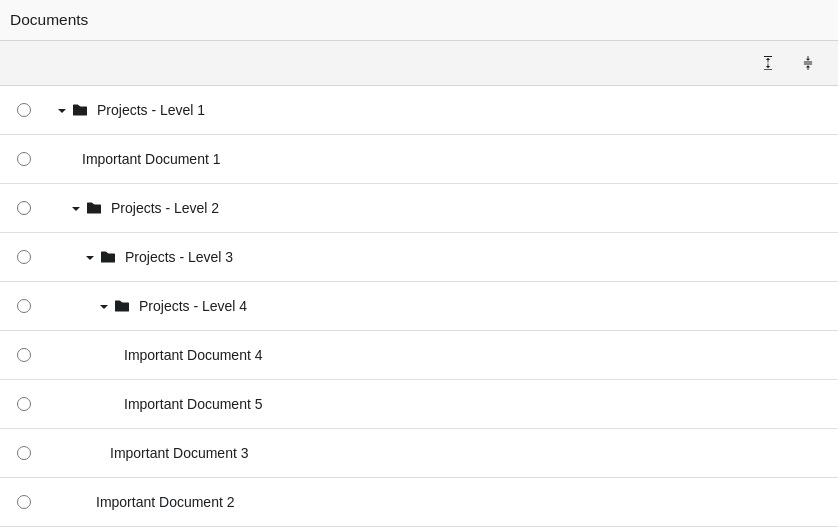 Documents
Projects - Level 1
Important Document 1
Projects - Level 2
Projects - Level 3
Projects - Level 4
Important Document 4
Important Document 5
Important Document 3
Important Document 2